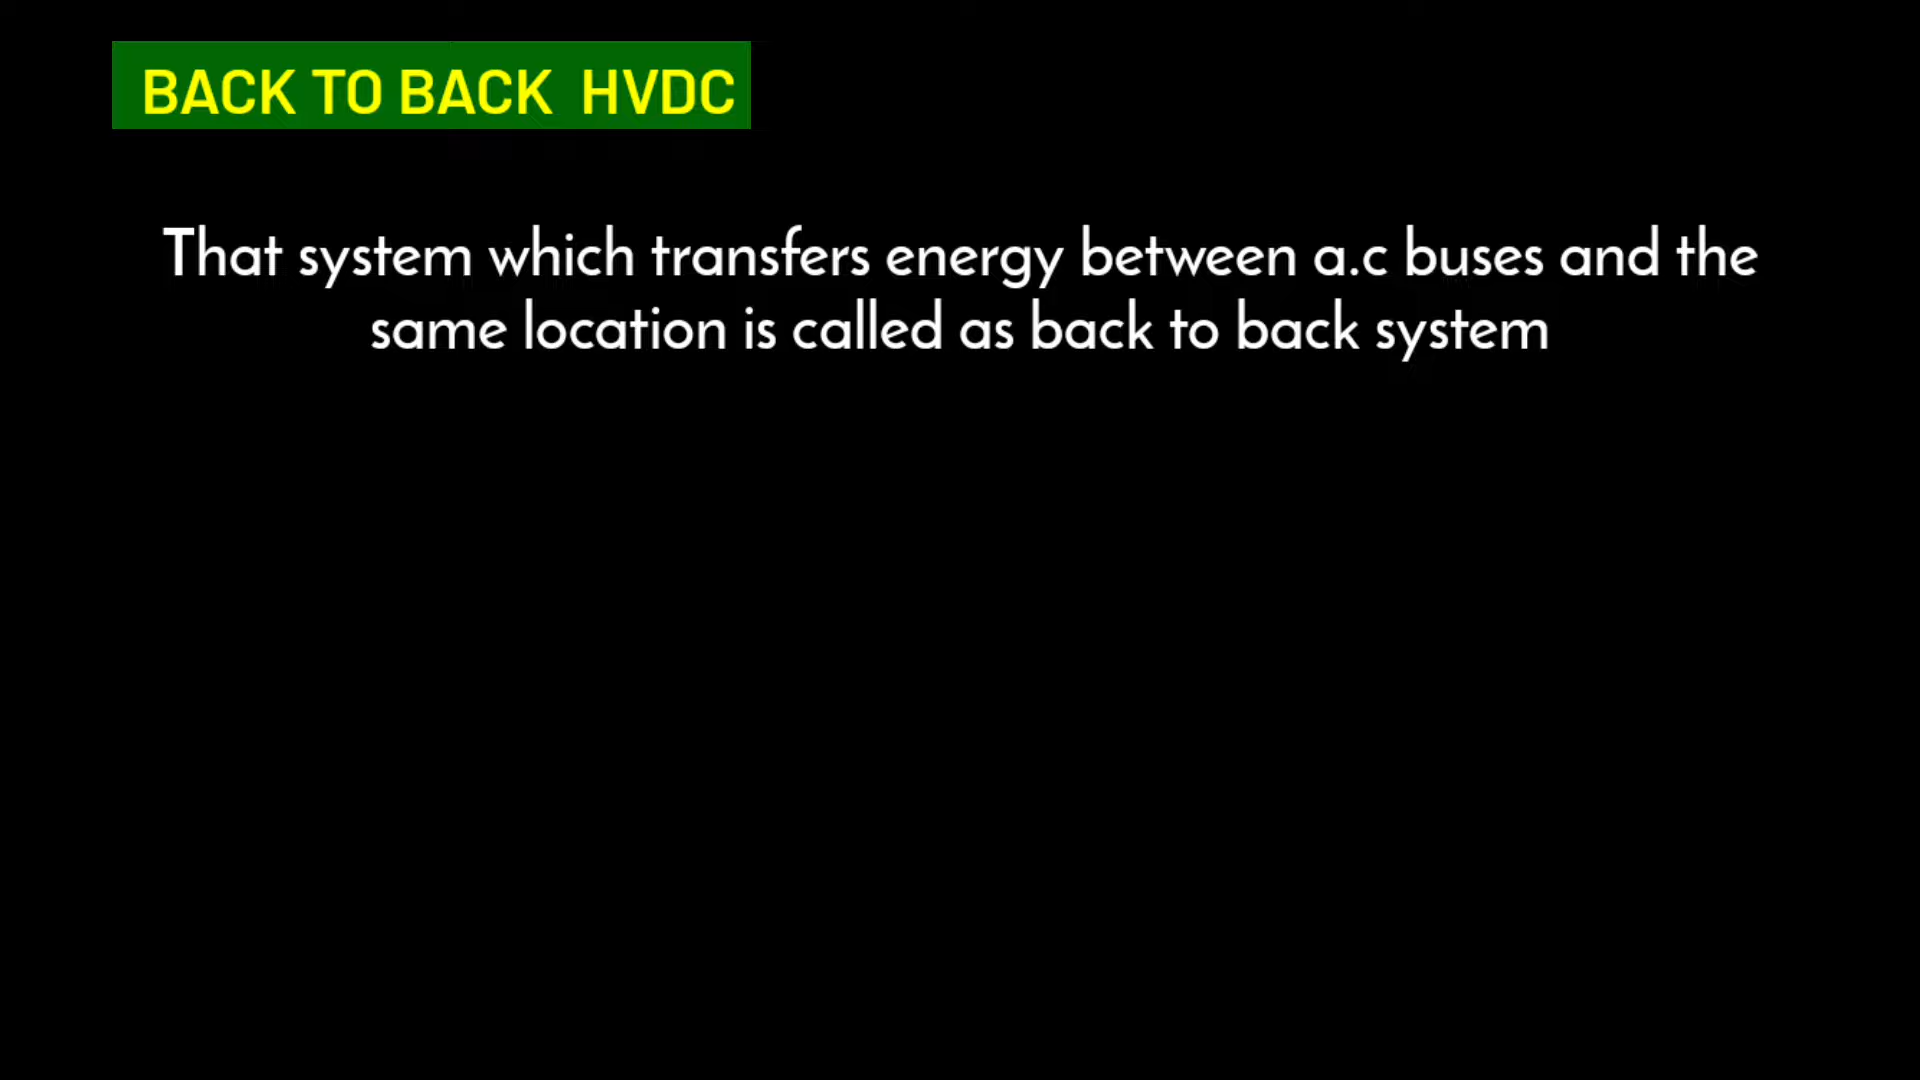 BACK TO BACK HVDC
That system which transfers energy between a.c buses and the
same location is called as back to back system